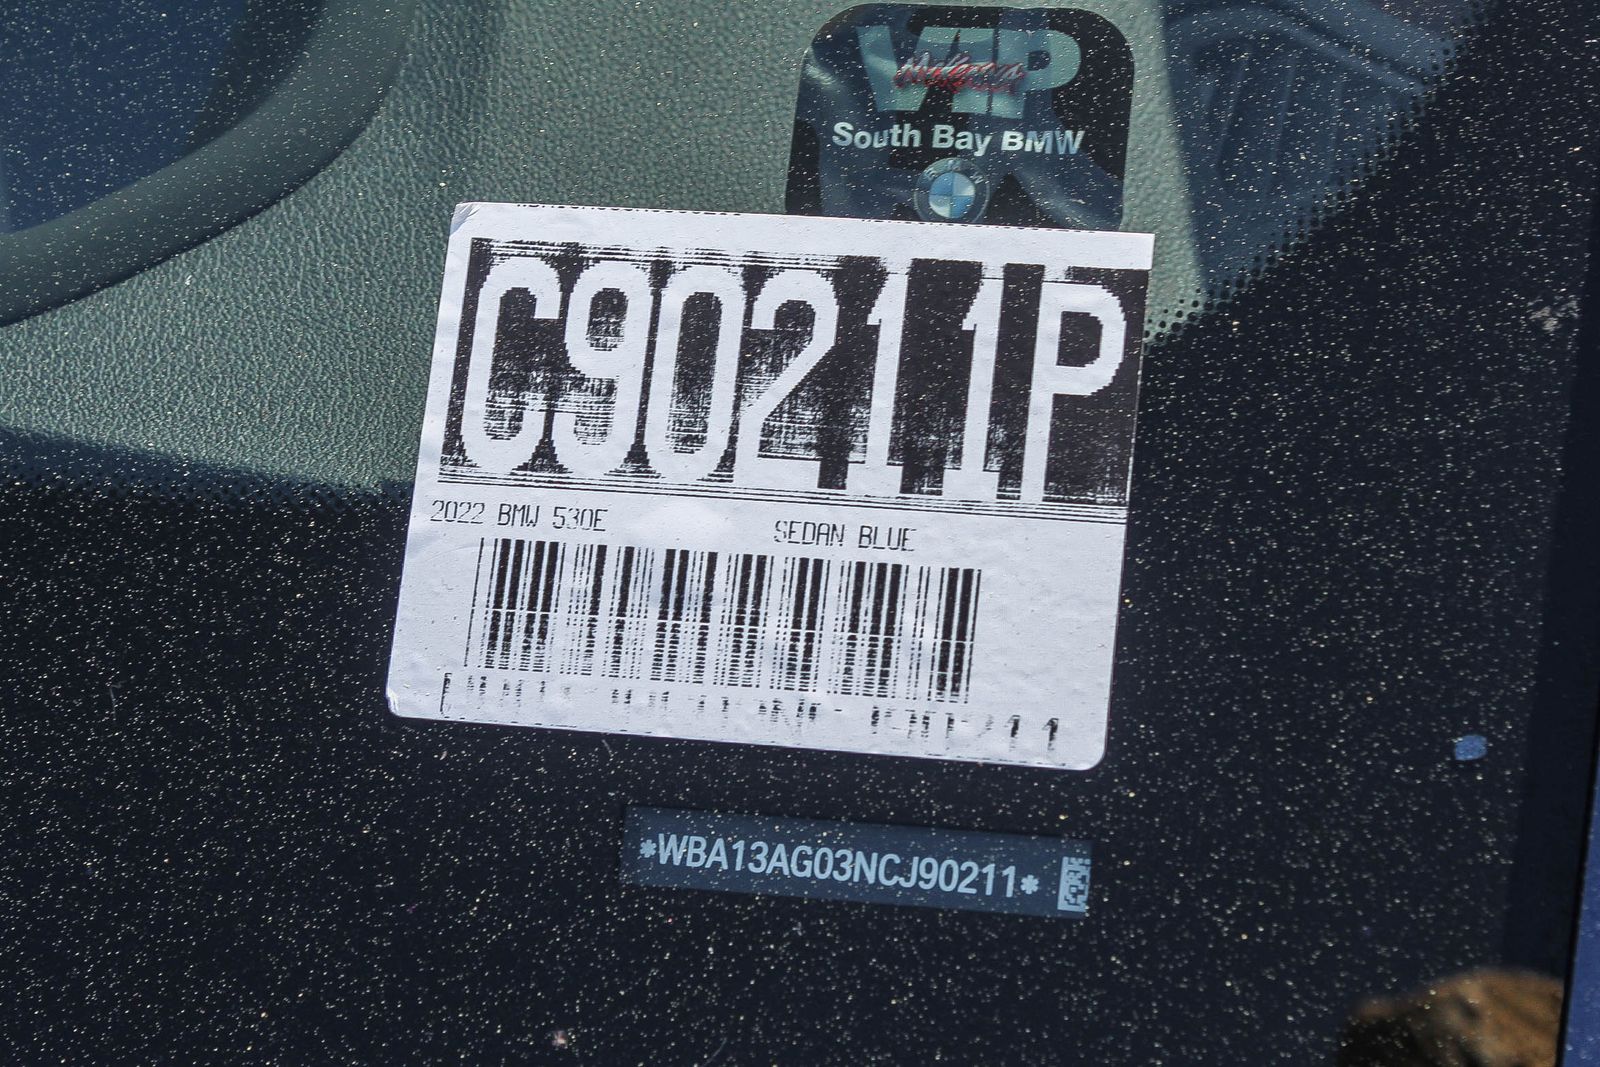 VIP
South Bay BMW
C90211P
2022 BMW 530E SEDAN BLUE
*WBA13AG03NCJ90211*